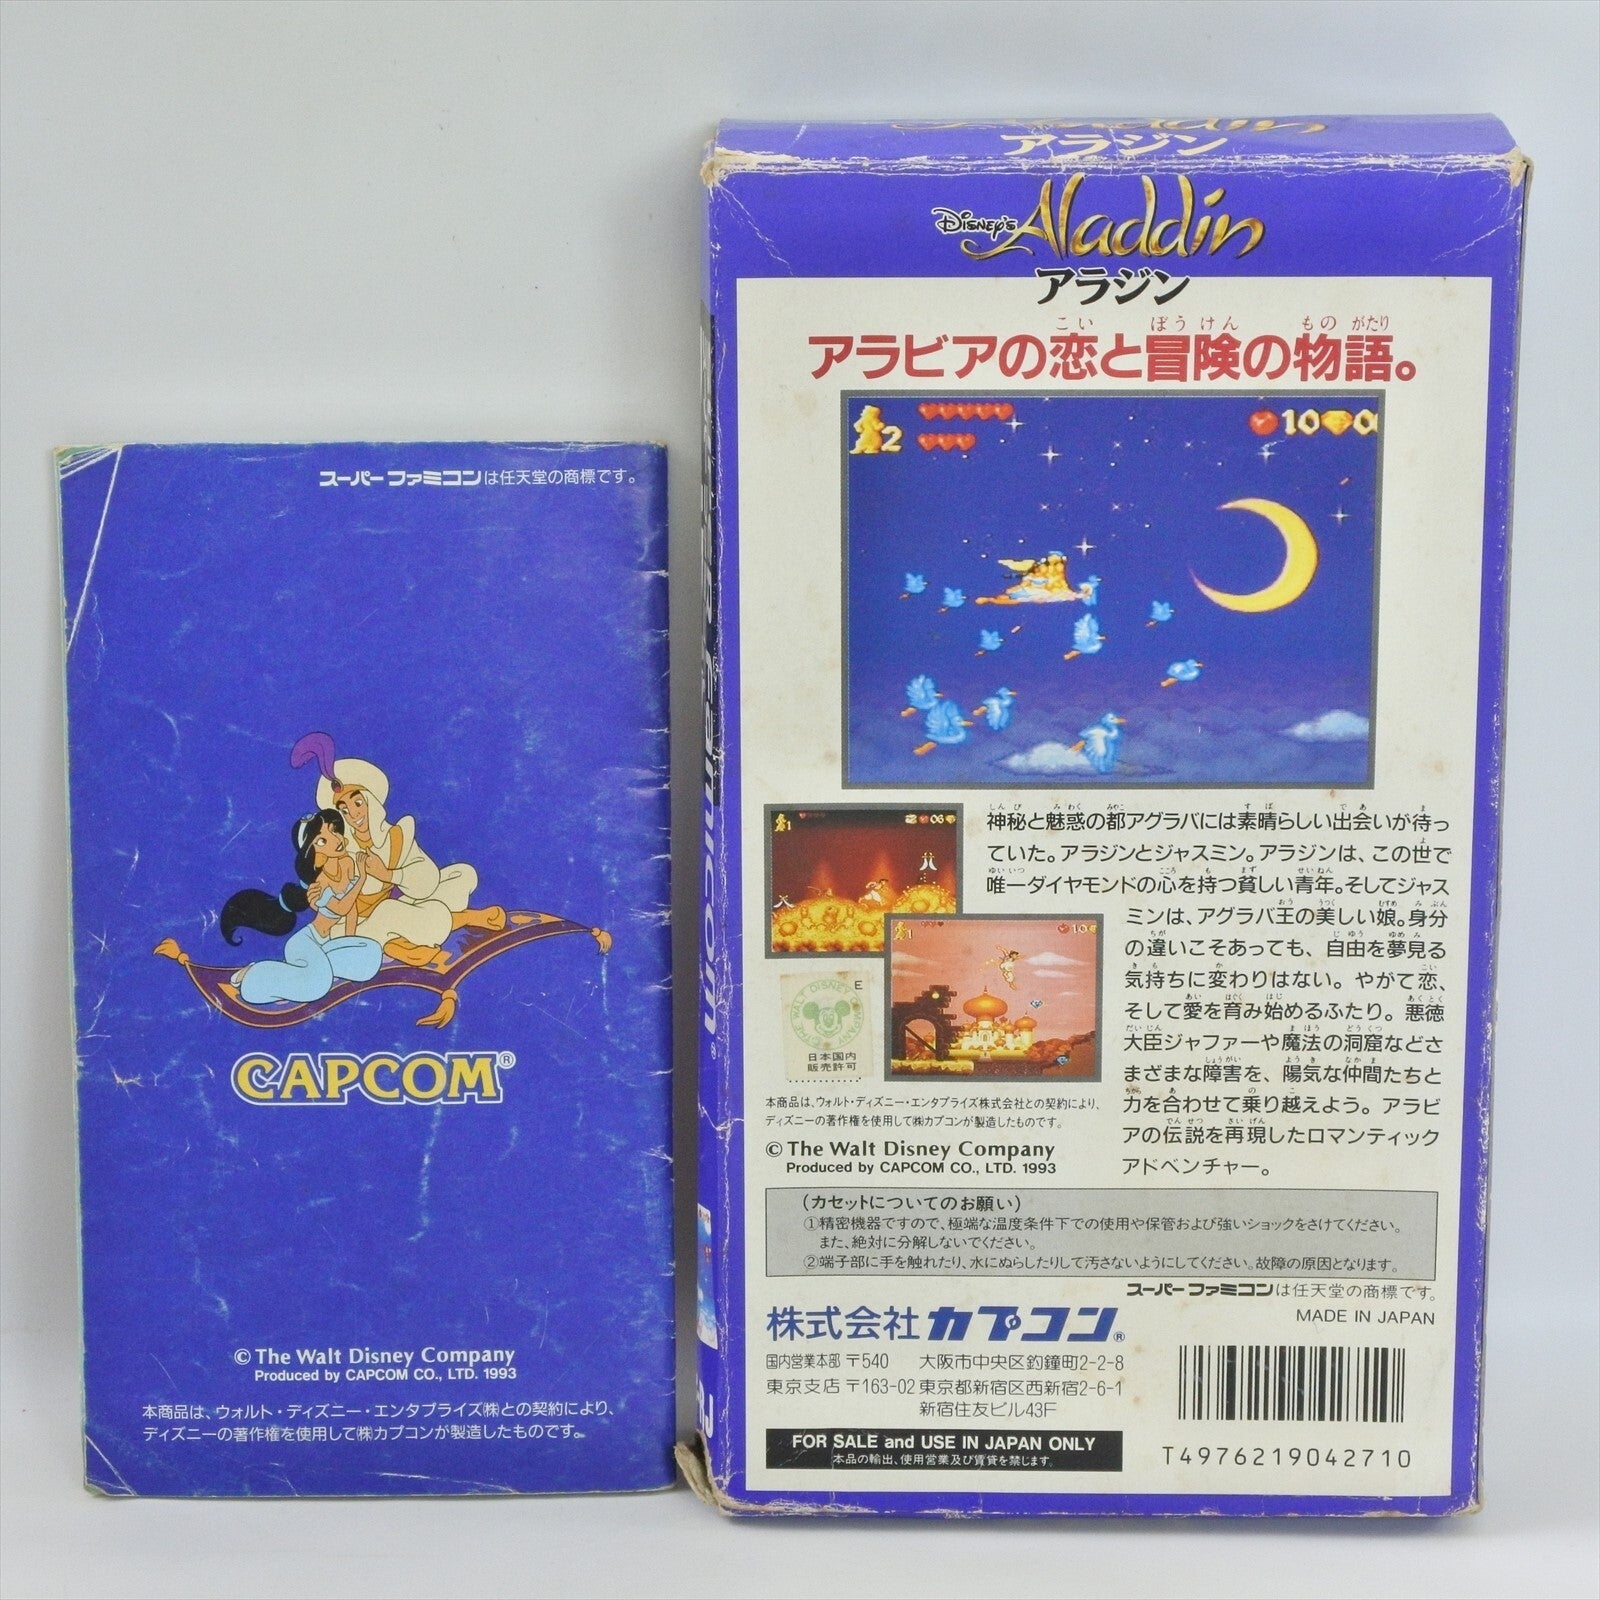 スーパーファミコンは任天堂の商標です。
CAPCOM®
© The Walt Disney Company
Produced by CAPCOM CO., LTD. 1993
本商品は、ウォルト・ディズニー・エンタプライズ㈱との契約により、
ディズニーの著作権を使用して㈱カプコンが製造したものです。
アラジン
Disney's Aladdin
アラジン
こい ぼうけん ものがたり
アラビアの恋と冒険の物語。
2
10
1
06
1
10
神秘と魅惑の都アグラバには素晴らしい出会いが待っ
ていた。アラジンとジャスミン。アラジンは、この世で
唯一ダイヤモンドの心を持つ貧しい青年。そしてジャス
ミンは、アグラバ王の美しい娘。身分
の違いこそあっても、自由を夢見る
気持ちに変わりはない。やがて恋、
そして愛を育み始めるふたり。悪徳
大臣ジャファーや魔法の洞窟などさ
まざまな障害を、陽気な仲間たちと
力を合わせて乗り越えよう。アラビ
アの伝説を再現したロマンティック
アドベンチャー。
E
THE WALT DISNEY COMPANY
日本国内
販売許可
本商品は、ウォルト・ディズニー・エンタプライズ株式会社との契約により、
ディズニーの著作権を使用して㈱カプコンが製造したものです。
© The Walt Disney Company
Produced by CAPCOM CO., LTD. 1993
(カセットについてのお願い)
①精密機器ですので、極端な温度条件下での使用や保管および強いショックをさけてください。
また、絶対に分解しないでください。
②端子部に手を触れたり、水にぬらしたりして汚さないようにしてください。故障の原因となります。
スーパーファミコンは任天堂の商標です。
MADE IN JAPAN
株式会社カプコン®
国内営業本部 〒540 大阪市中央区釣鐘町2-2-8
東京支店 〒163-02 東京都新宿区西新宿2-6-1
新宿住友ビル43F
FOR SALE and USE IN JAPAN ONLY
本品の輸出、使用営業及び賃貸を禁じます。
T4976219042710